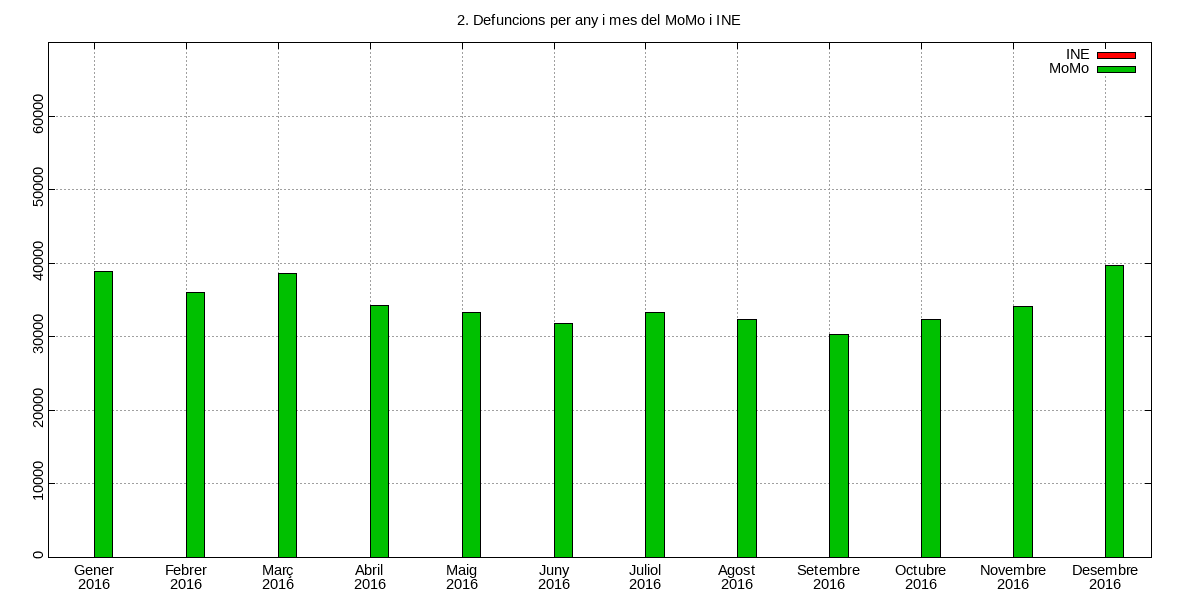 2. Defuncions per any i mes del MoMo i INE
INE
MoMo
60000
50000
40000
30000
20000
10000
0
Gener Febrer Març Abril Maig Juny Juliol Agost Setembre Octubre Novembre Desembre
2016 2016 2016 2016 2016 2016 2016 2016 2016 2016 2016 2016